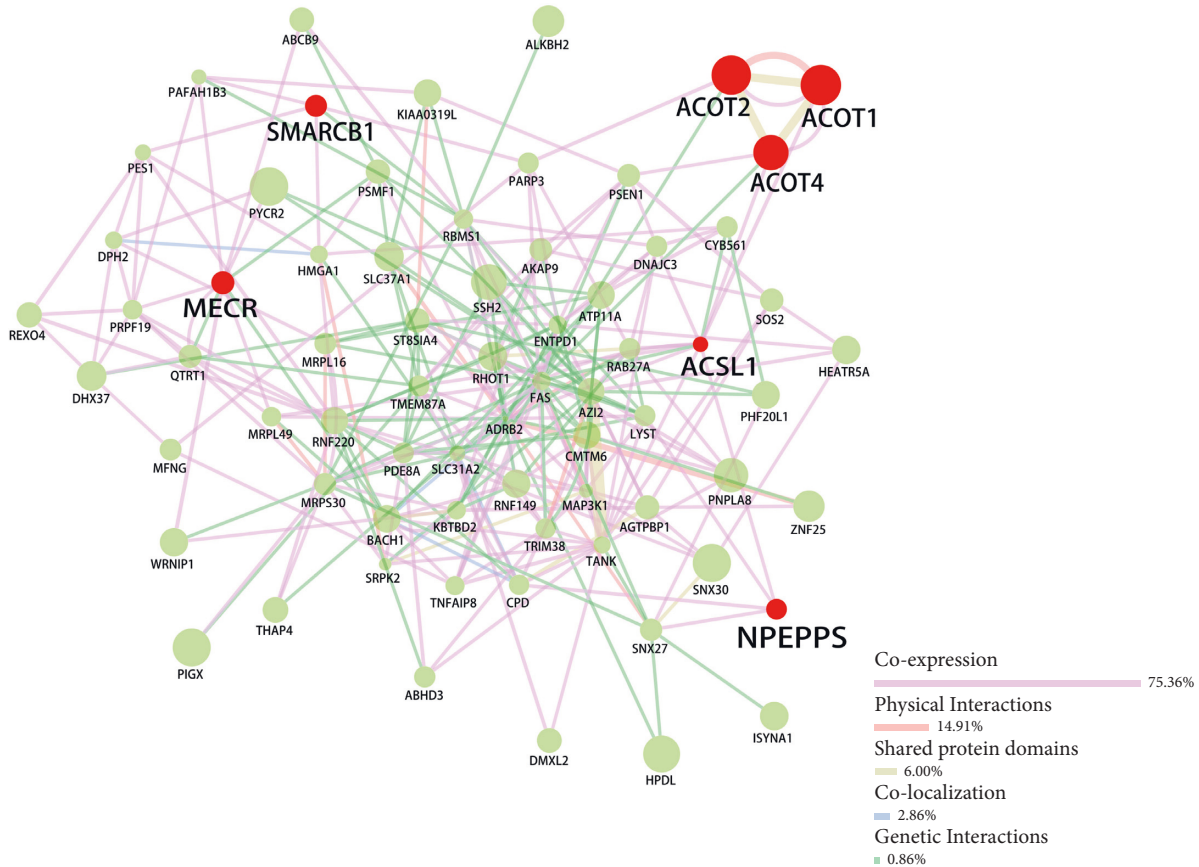 ABCB9
ALKBH2
ACOT2
ACOT1
PAFAH1B3
KIAA0319L
SMARCB1
ACOT4
PES1
PSMF1
PARP3
PSEN1
PYCR2
RBMS1
CYB561
DPH2
HMGA1
SLC37A1
AKAP9
DNAJC3
MECR
SSH2
ATP11A
SOS2
REXO4
PRPF19
ST8SIA4
ENTPD1
MRPL16
RAB27A
ACSL1
HEATR5A
QTRT1
RHOT1
DHX37
TMEM87A
FAS
AZI2
PHF20L1
MRPL49
RNF220
ADRB2
LYST
MFNG
PDE8A
SLC31A2
CMTM6
MRPS30
RNF149
MAP3K1
PNPLA8
ZNF25
KBTBD2
AGTPBP1
BACH1
TRIM38
WRNIP1
TANK
SRPK2
SNX30
TNFAIP8
CPD
THAP4
NPEPPS
SNX27
PIGX
ABHD3
ISYNA1
DMXL2
HPDL
Co-expression
75.36%
Physical Interactions
14.91%
Shared protein domains
6.00%
Co-localization
2.86%
Genetic Interactions
0.86%